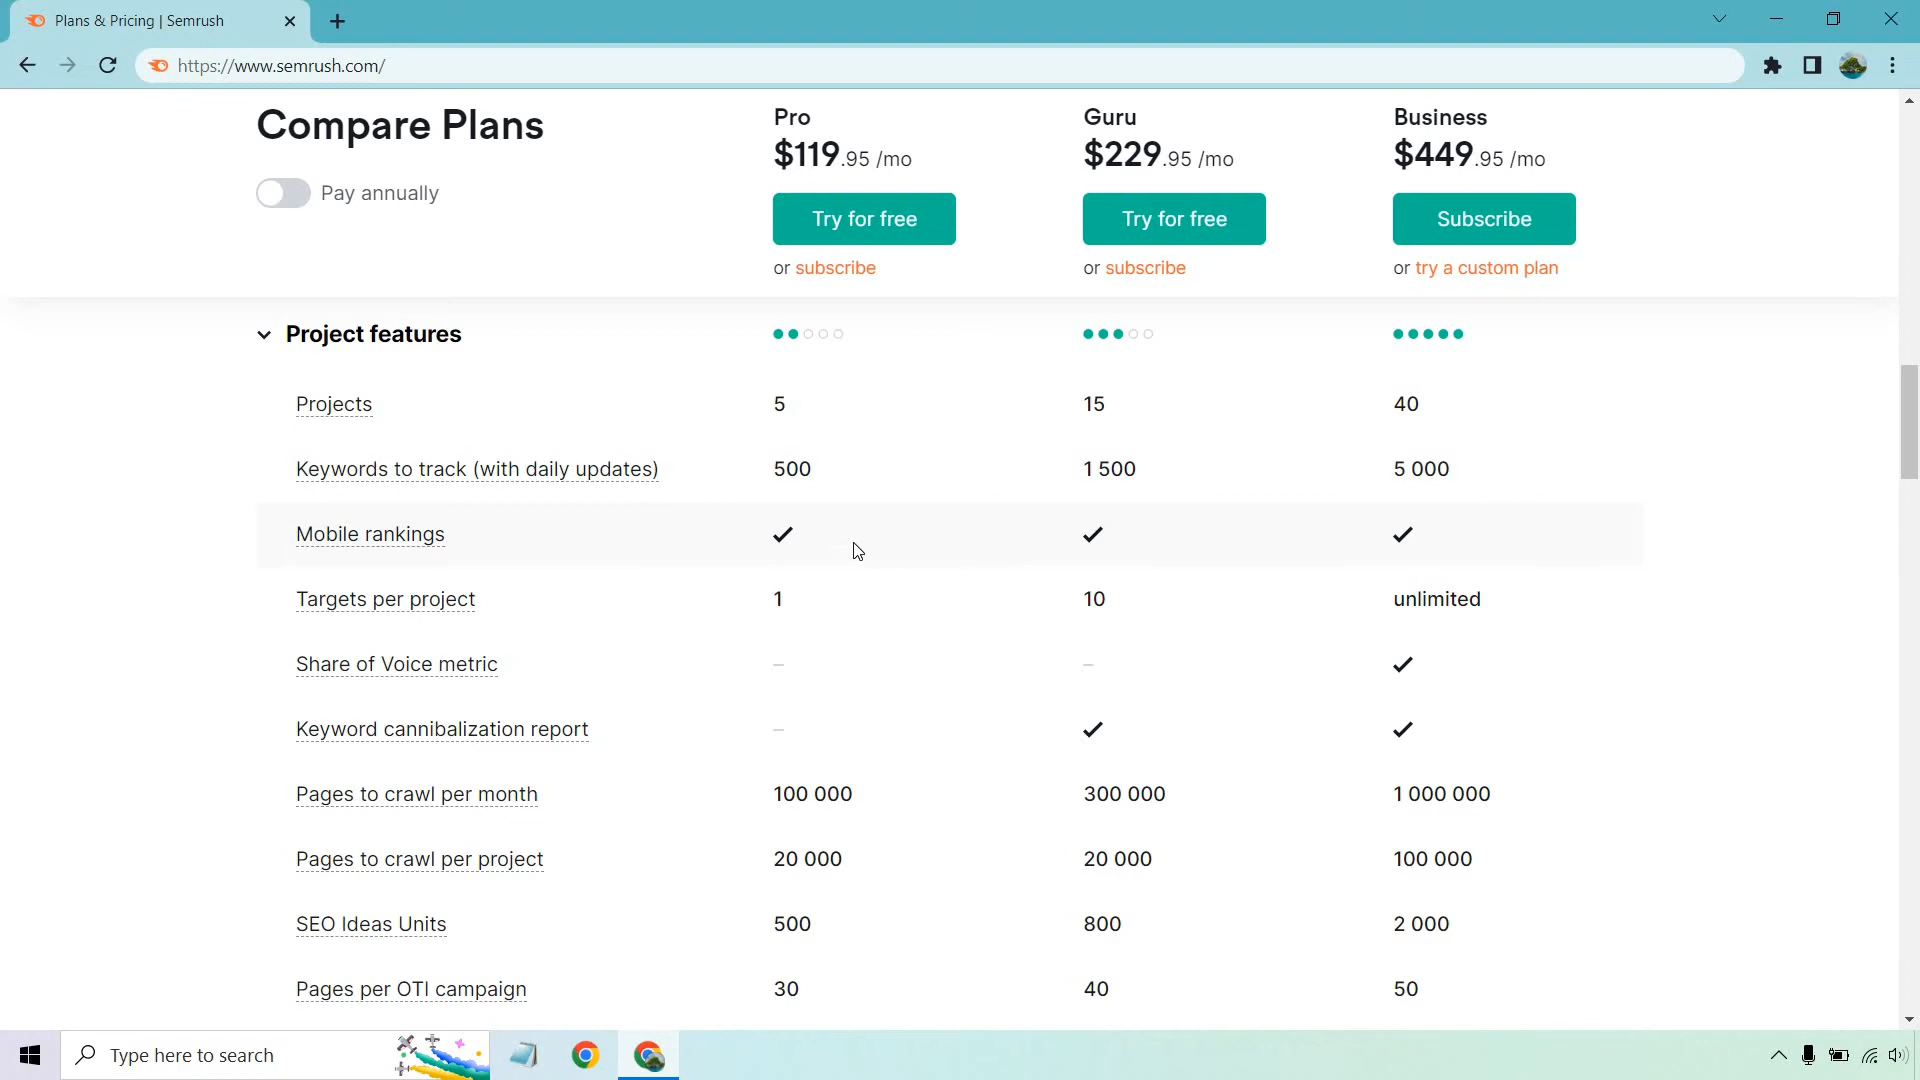 Plans & Pricing | Semrush
https://www.semrush.com/
Compare Plans
Pay annually
Pro
$119.95 /mo
Try for free
or subscribe
Guru
$229.95 /mo
Try for free
or subscribe
Business
$449.95 /mo
Subscribe
or try a custom plan
Project features
Projects 5 15 40
Keywords to track (with daily updates) 500 1 500 5 000
Mobile rankings
Targets per project 1 10 unlimited
Share of Voice metric – –
Keyword cannibalization report –
Pages to crawl per month 100 000 300 000 1 000 000
Pages to crawl per project 20 000 20 000 100 000
SEO Ideas Units 500 800 2 000
Pages per OTI campaign 30 40 50
Type here to search